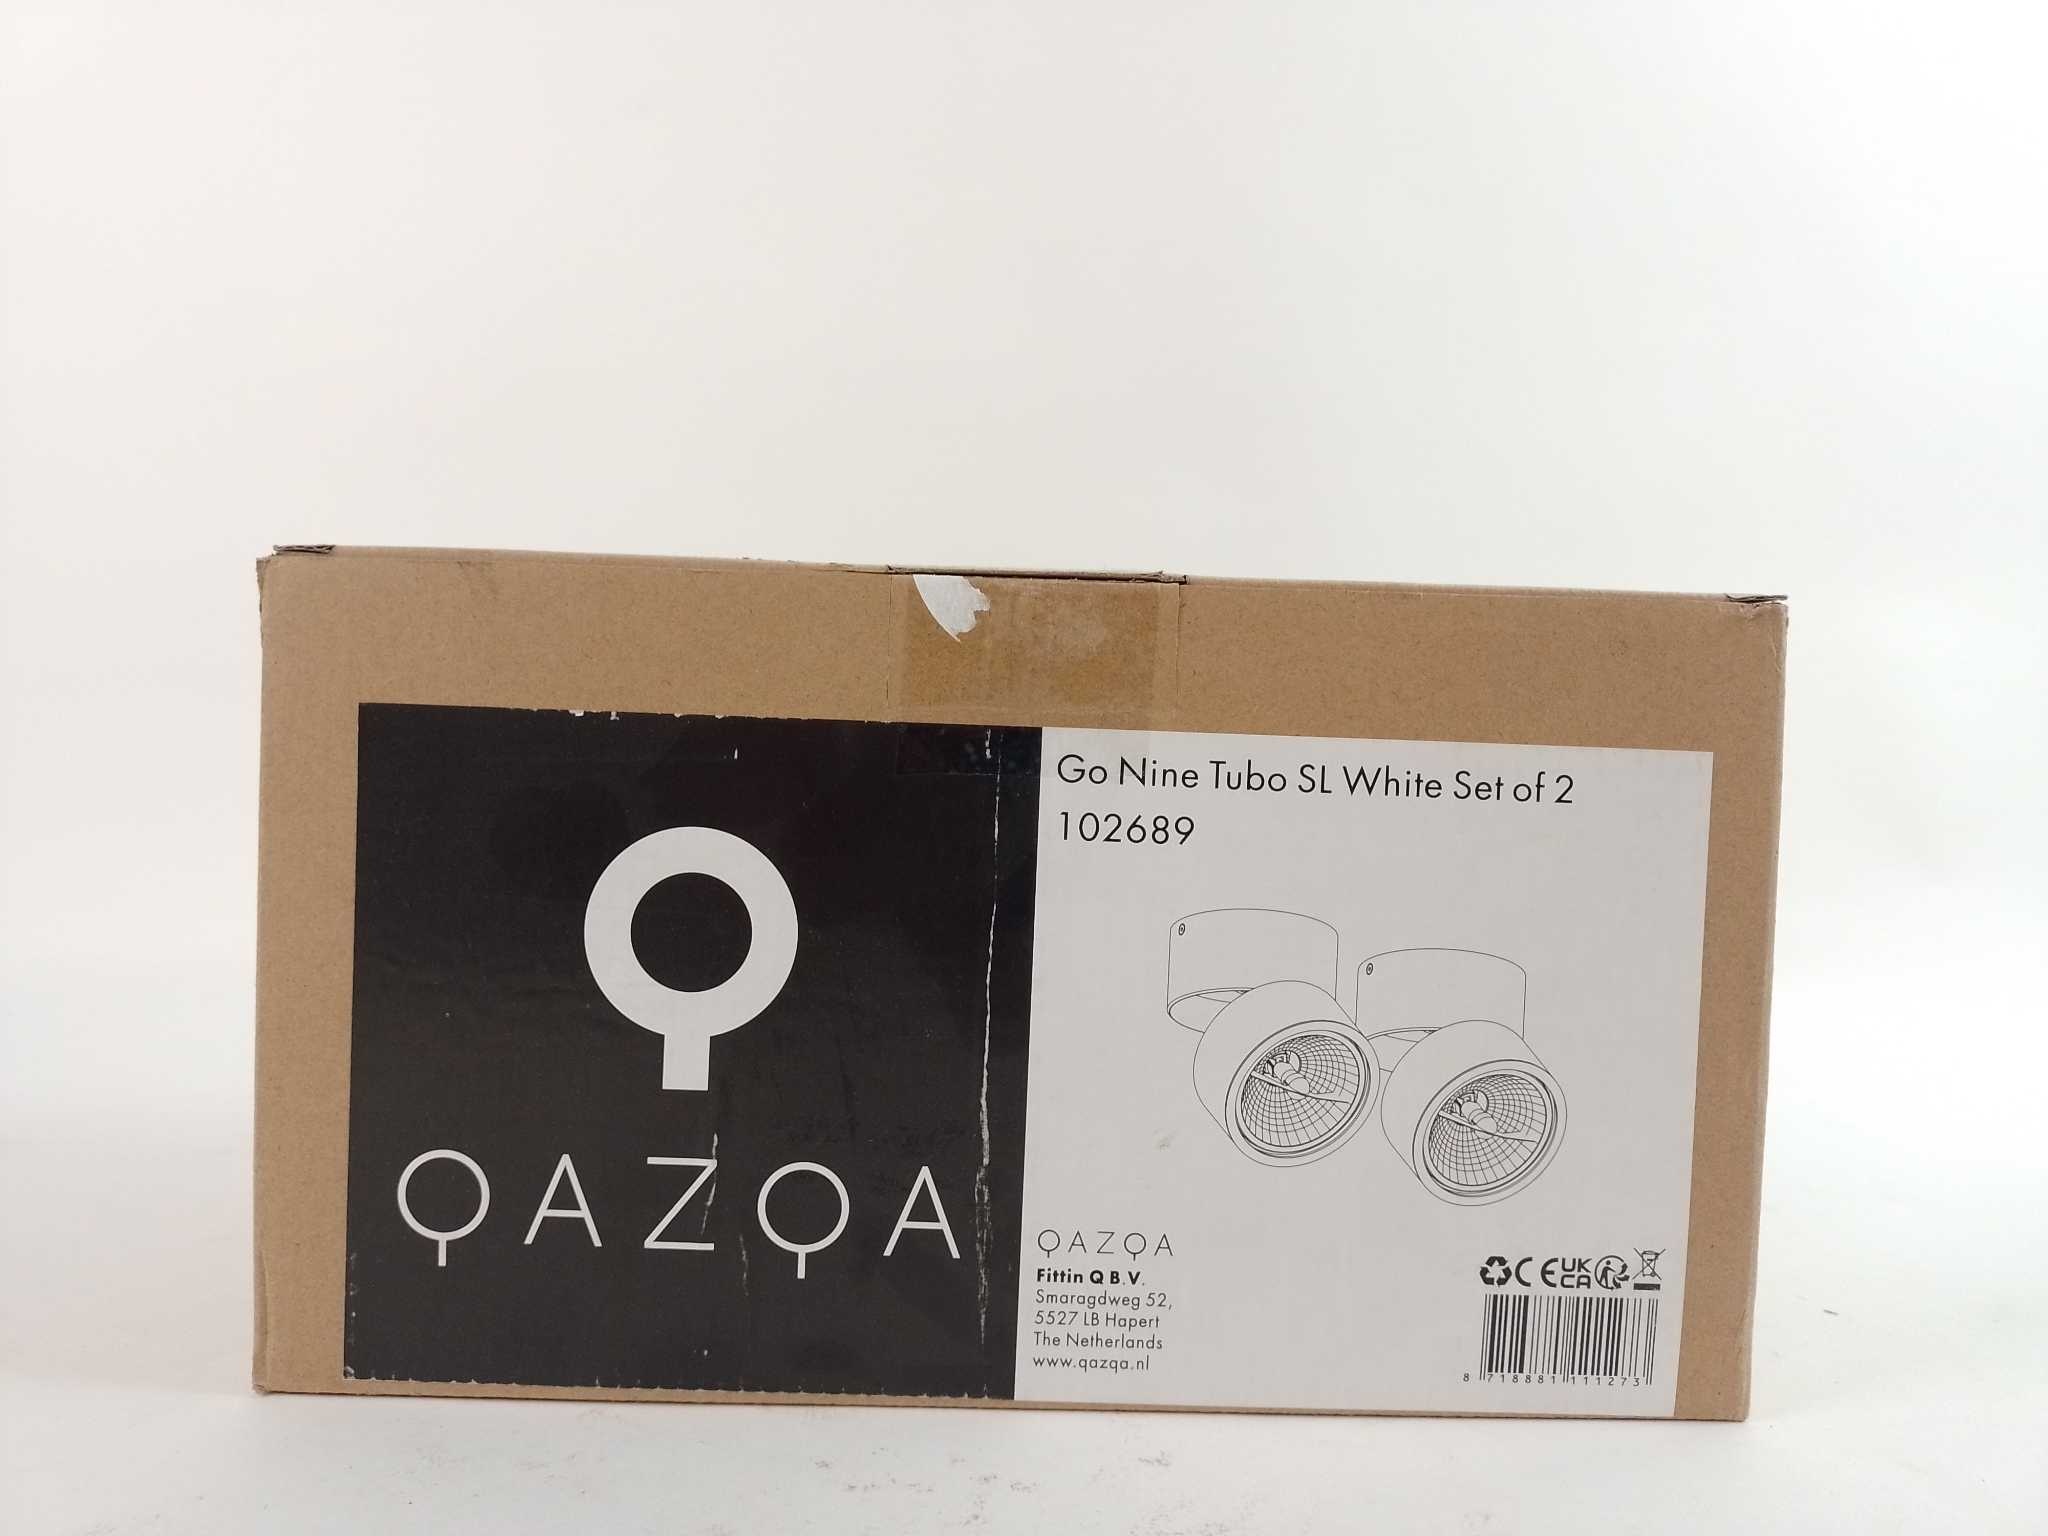 QAZQA
Go Nine Tubo SL White Set of 2
102689
QAZQA
Fittin Q B.V.
Smaragdweg 52,
5527 LB Hapert
The Netherlands
www.qazqa.nl
CE UK
CA
8 718881 111273